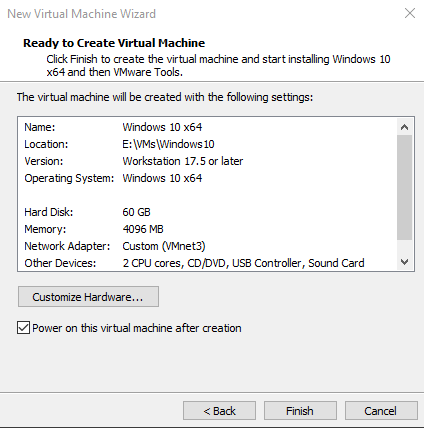 New Virtual Machine Wizard
Ready to Create Virtual Machine
Click Finish to create the virtual machine and start installing Windows 10
x64 and then VMware Tools.
The virtual machine will be created with the following settings:
Name: Windows 10 x64
Location: E:\VMs\Windows10
Version: Workstation 17.5 or later
Operating System: Windows 10 x64
Hard Disk: 60 GB
Memory: 4096 MB
Network Adapter: Custom (VMnet3)
Other Devices: 2 CPU cores, CD/DVD, USB Controller, Sound Card
Customize Hardware...
Power on this virtual machine after creation
< Back Finish Cancel